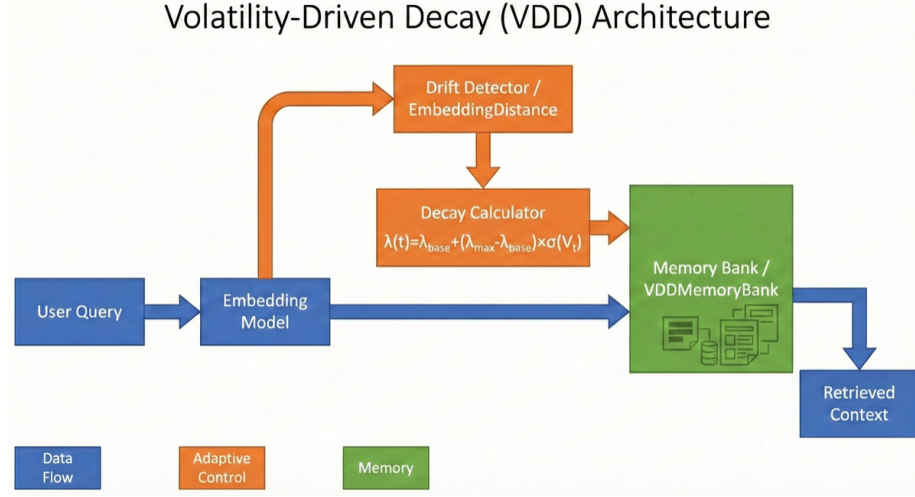 Volatility-Driven Decay (VDD) Architecture
Drift Detector /
EmbeddingDistance
Decay Calculator
λ(t)=λbase+(λmax-λbase)×σ(Vt)
Memory Bank /
VDDMemoryBank
User Query
Embedding
Model
Retrieved
Context
Data
Flow
Adaptive
Control
Memory